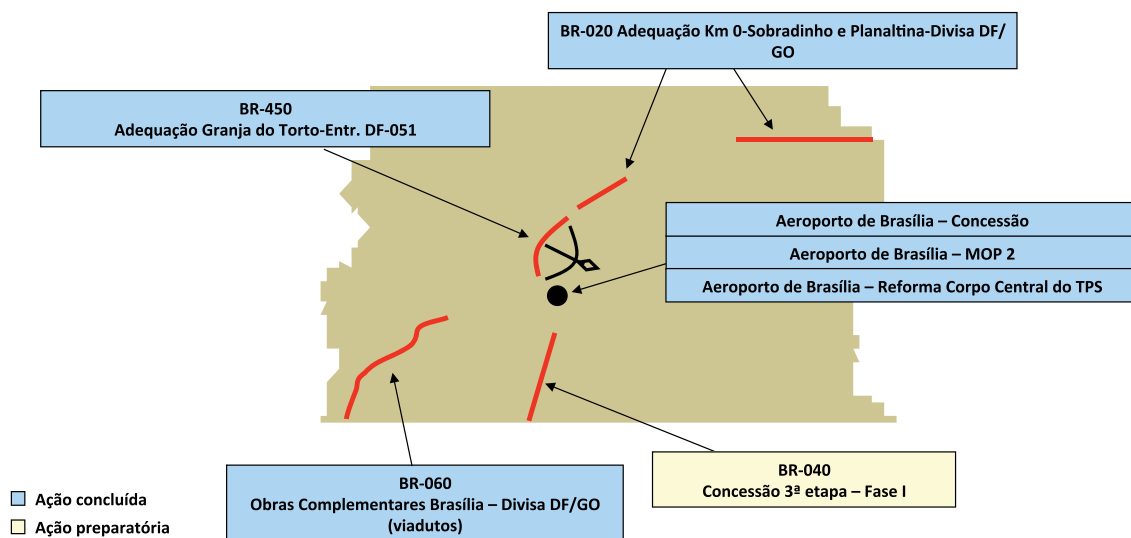 BR-020 Adequação Km 0-Sobradinho e Planaltina-Divisa DF/
GO
BR-450
Adequação Granja do Torto-Entr. DF-051
Aeroporto de Brasília – Concessão
Aeroporto de Brasília – MOP 2
Aeroporto de Brasília – Reforma Corpo Central do TPS
BR-060
Obras Complementares Brasília – Divisa DF/GO
(viadutos)
BR-040
Concessão 3ª etapa – Fase I
Ação concluída
Ação preparatória